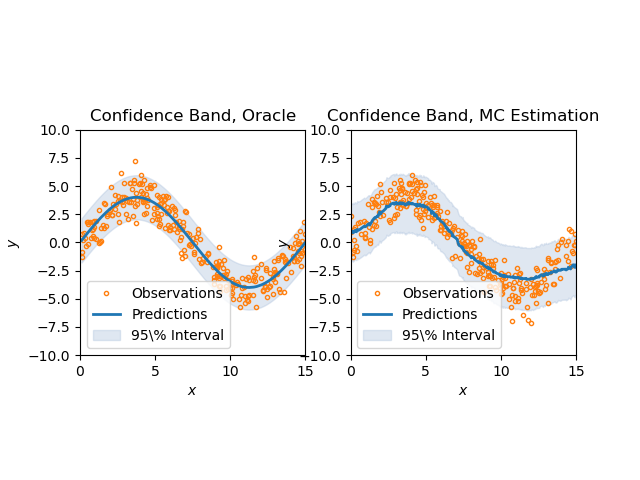 Confidence Band, Oracle
10.0
7.5
5.0
2.5
0.0
−2.5
−5.0
−7.5
−10.0
y
Observations
Predictions
95\% Interval
0 5 10 15
x
Confidence Band, MC Estimation
10.0
7.5
5.0
2.5
0.0
−2.5
−5.0
−7.5
−10.0
y
Observations
Predictions
95\% Interval
0 5 10 15
x